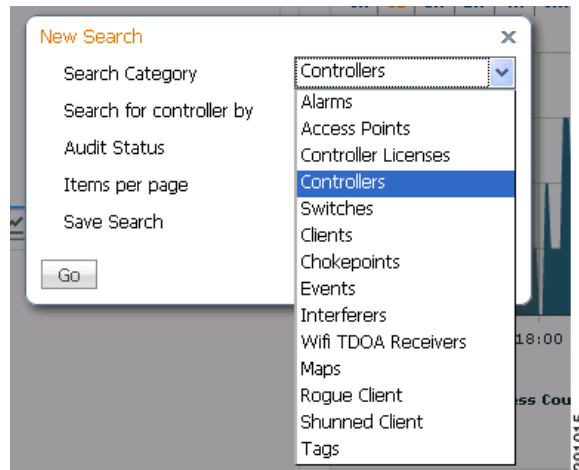 New Search
Search Category
Controllers
Search for controller by
Audit Status
Items per page
Save Search
Go
Alarms
Access Points
Controller Licenses
Controllers
Switches
Clients
Chokepoints
Events
Interferers
Wifi TDOA Receivers
Maps
Rogue Client
Shunned Client
Tags
18:00
ss Cou